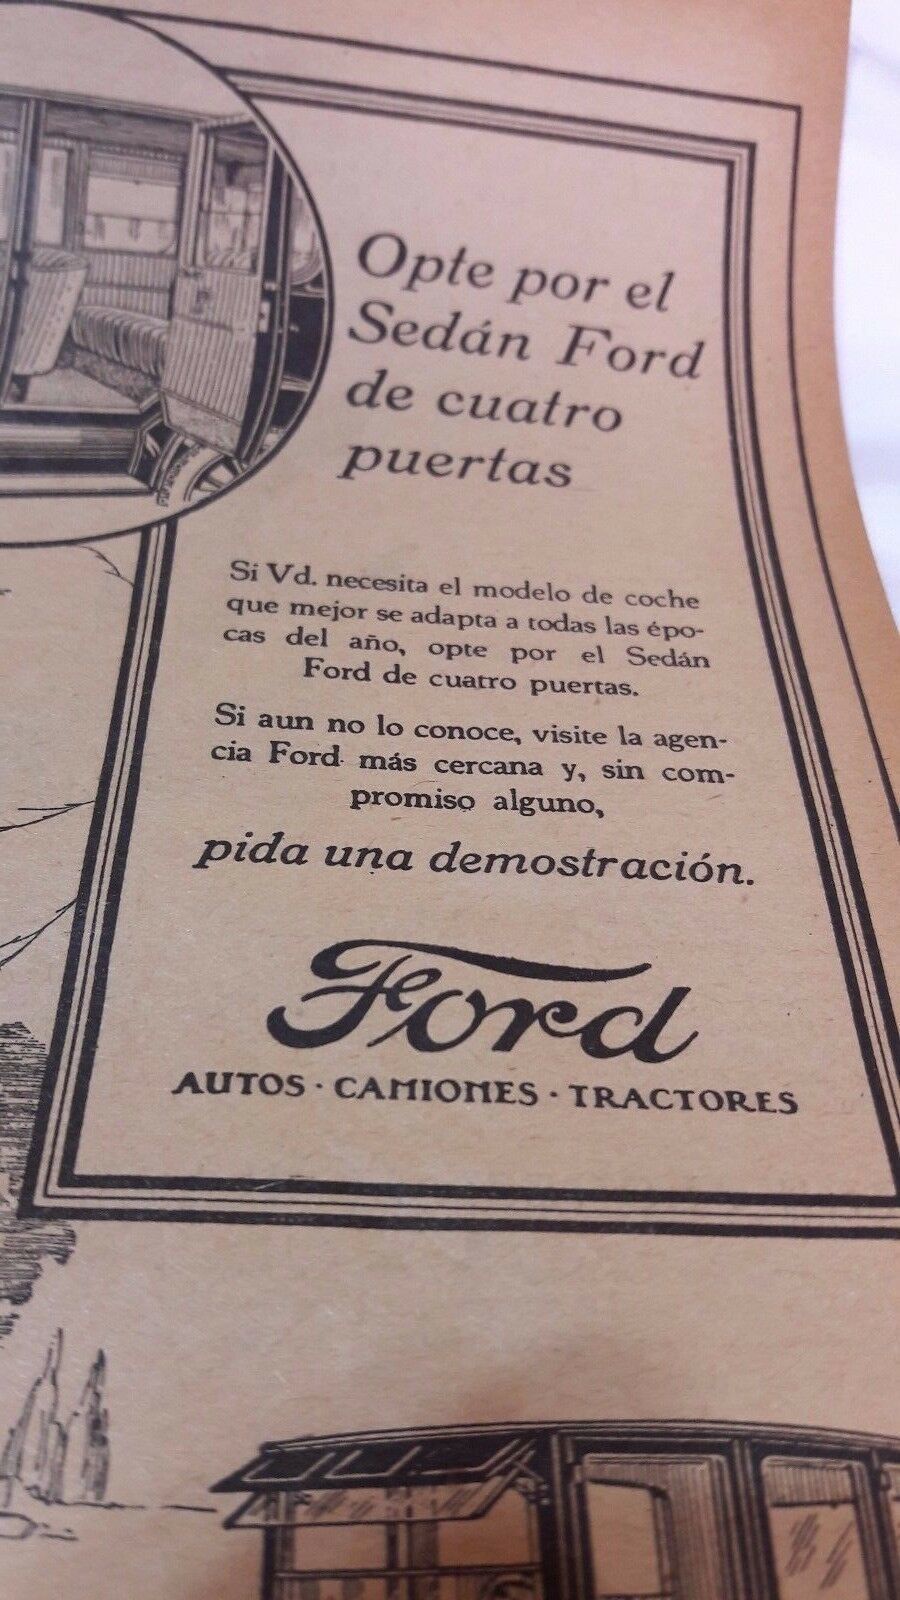 Opte por el
Sedán Ford
de cuatro
puertas
Si Vd. necesita el modelo de coche
que mejor se adapta a todas las épo-
cas del año, opte por el Sedán
Ford de cuatro puertas.
Si aun no lo conoce, visite la agen-
cia Ford más cercana y, sin com-
promiso alguno,
pida una demostración.
Ford
AUTOS · CAMIONES · TRACTORES